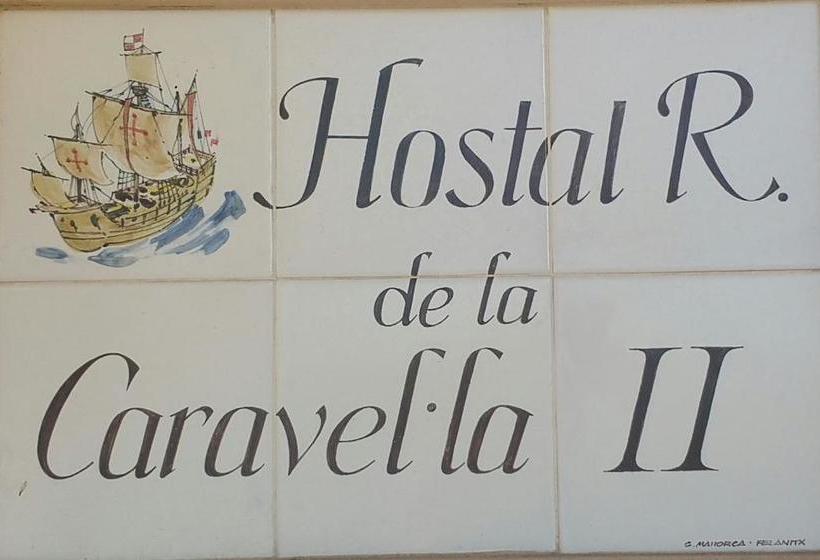 Hostal R.
de la
Caravel·la II
C. MALLORCA · FELANITX